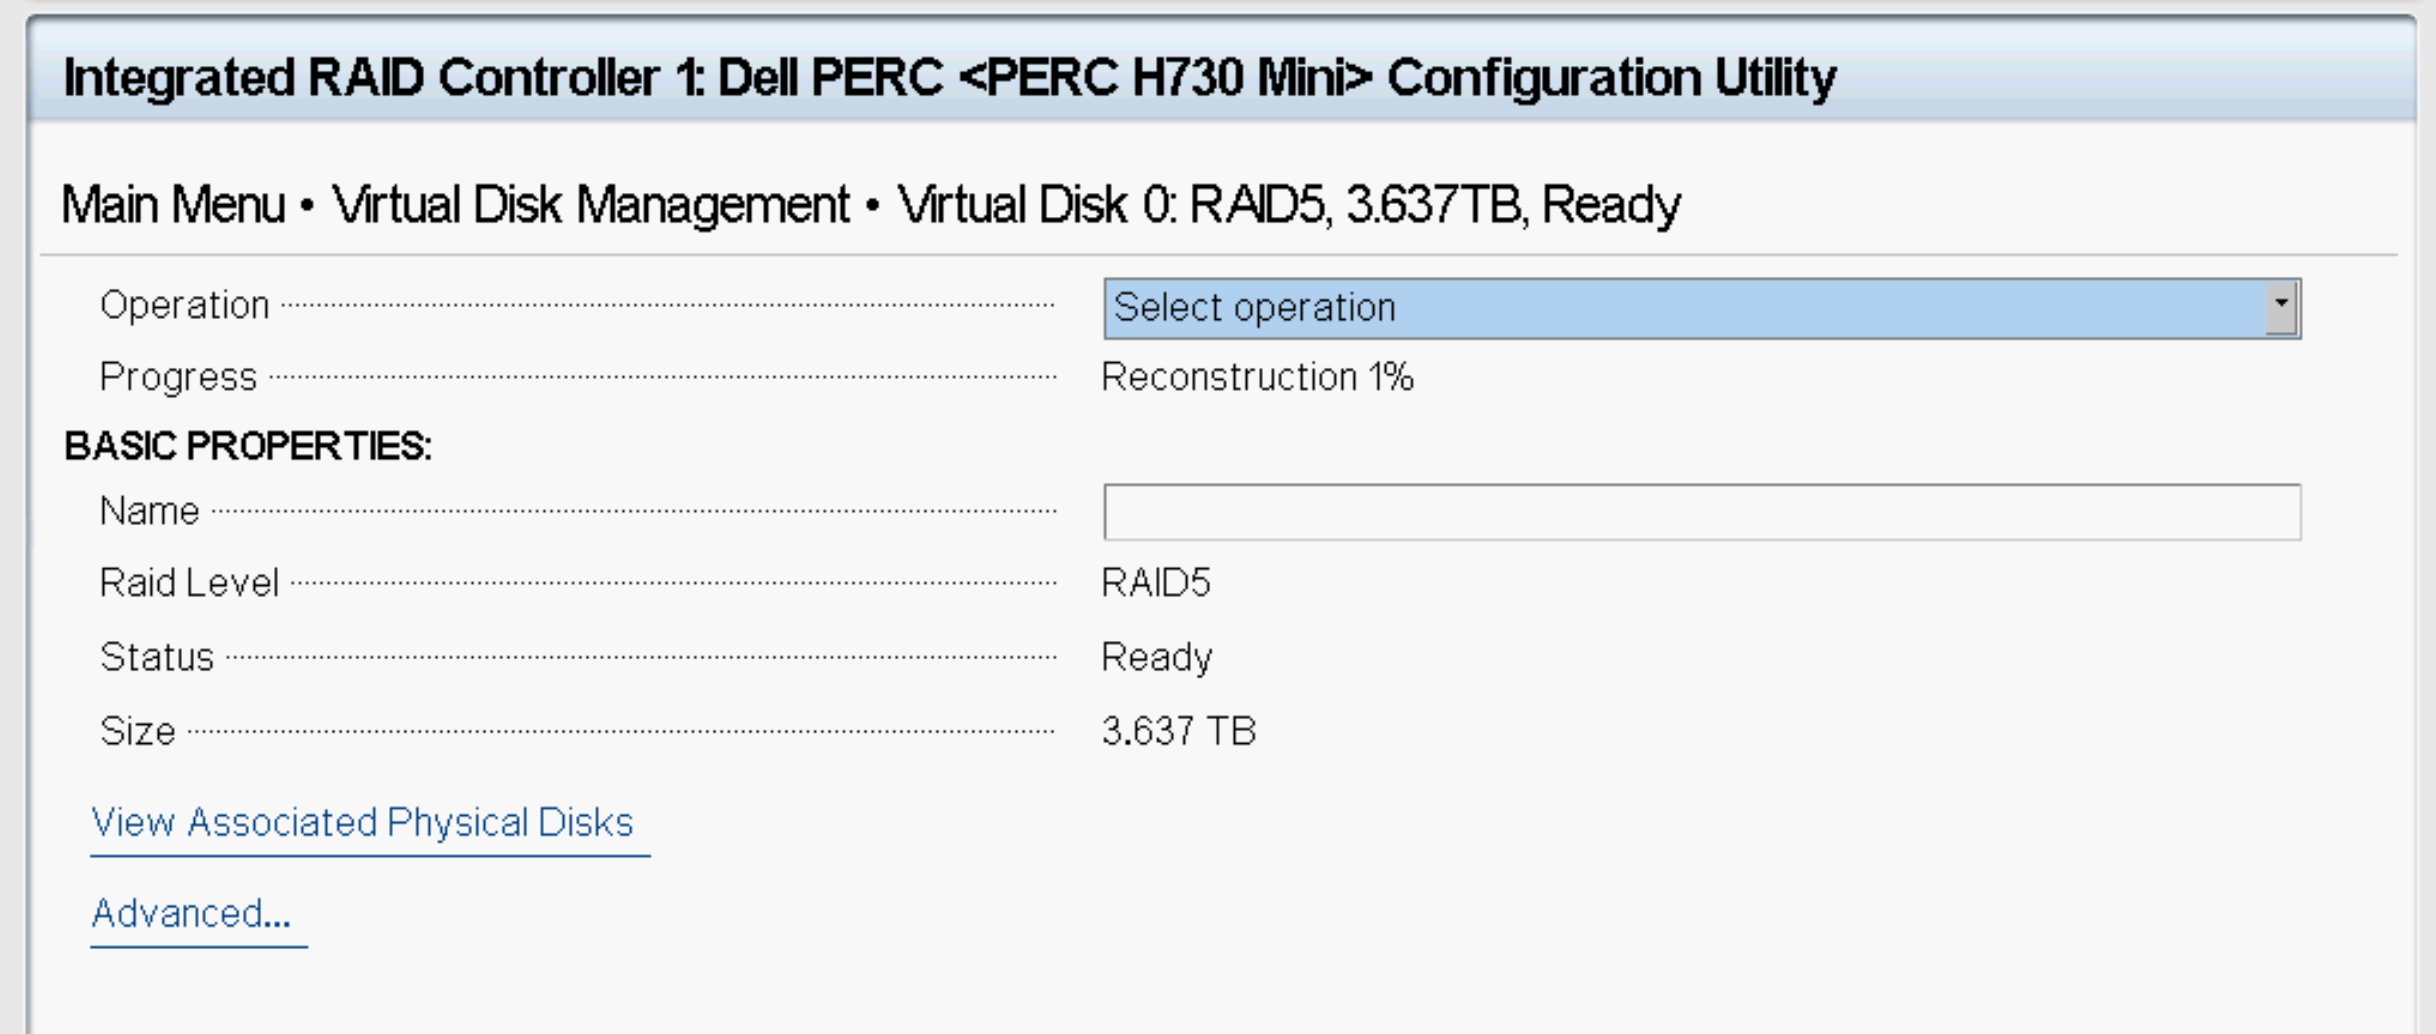 Integrated RAID Controller 1: Dell PERC <PERC H730 Mini> Configuration Utility
Main Menu • Virtual Disk Management • Virtual Disk 0: RAID5, 3.637TB, Ready
Operation Select operation
Progress Reconstruction 1%
BASIC PROPERTIES:
Name
Raid Level RAID5
Status Ready
Size 3.637 TB
View Associated Physical Disks
Advanced...